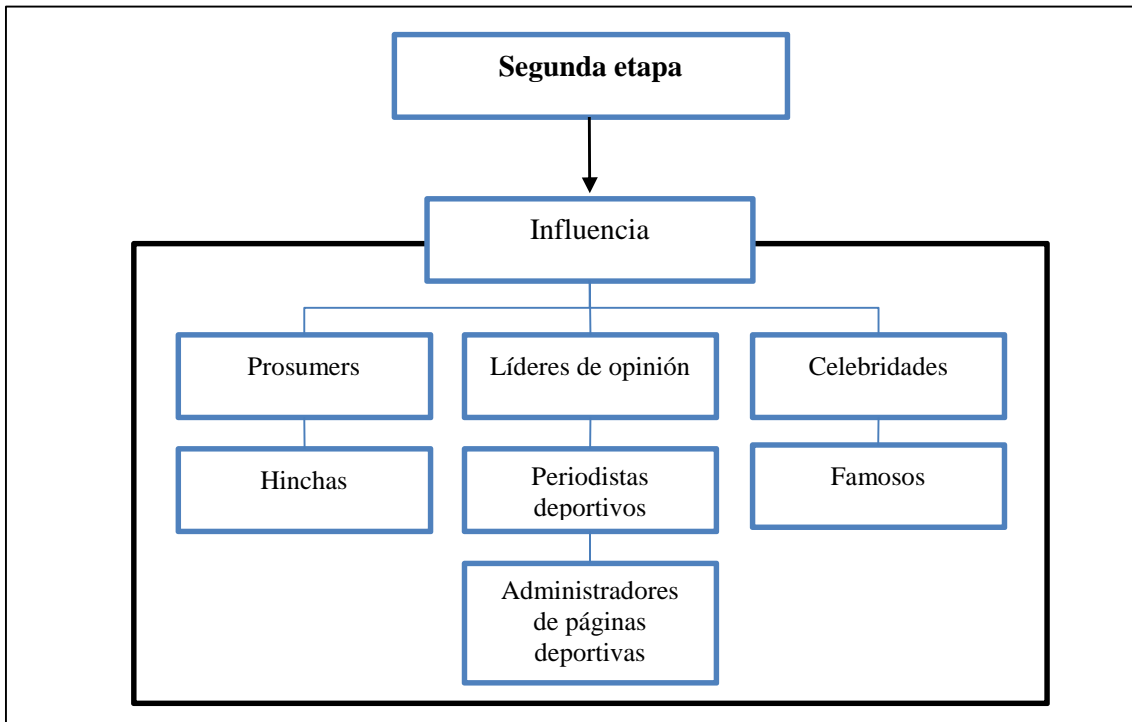 Segunda etapa
Influencia
Prosumers
Líderes de opinión
Celebridades
Hinchas
Periodistas
deportivos
Famosos
Administradores
de páginas
deportivas